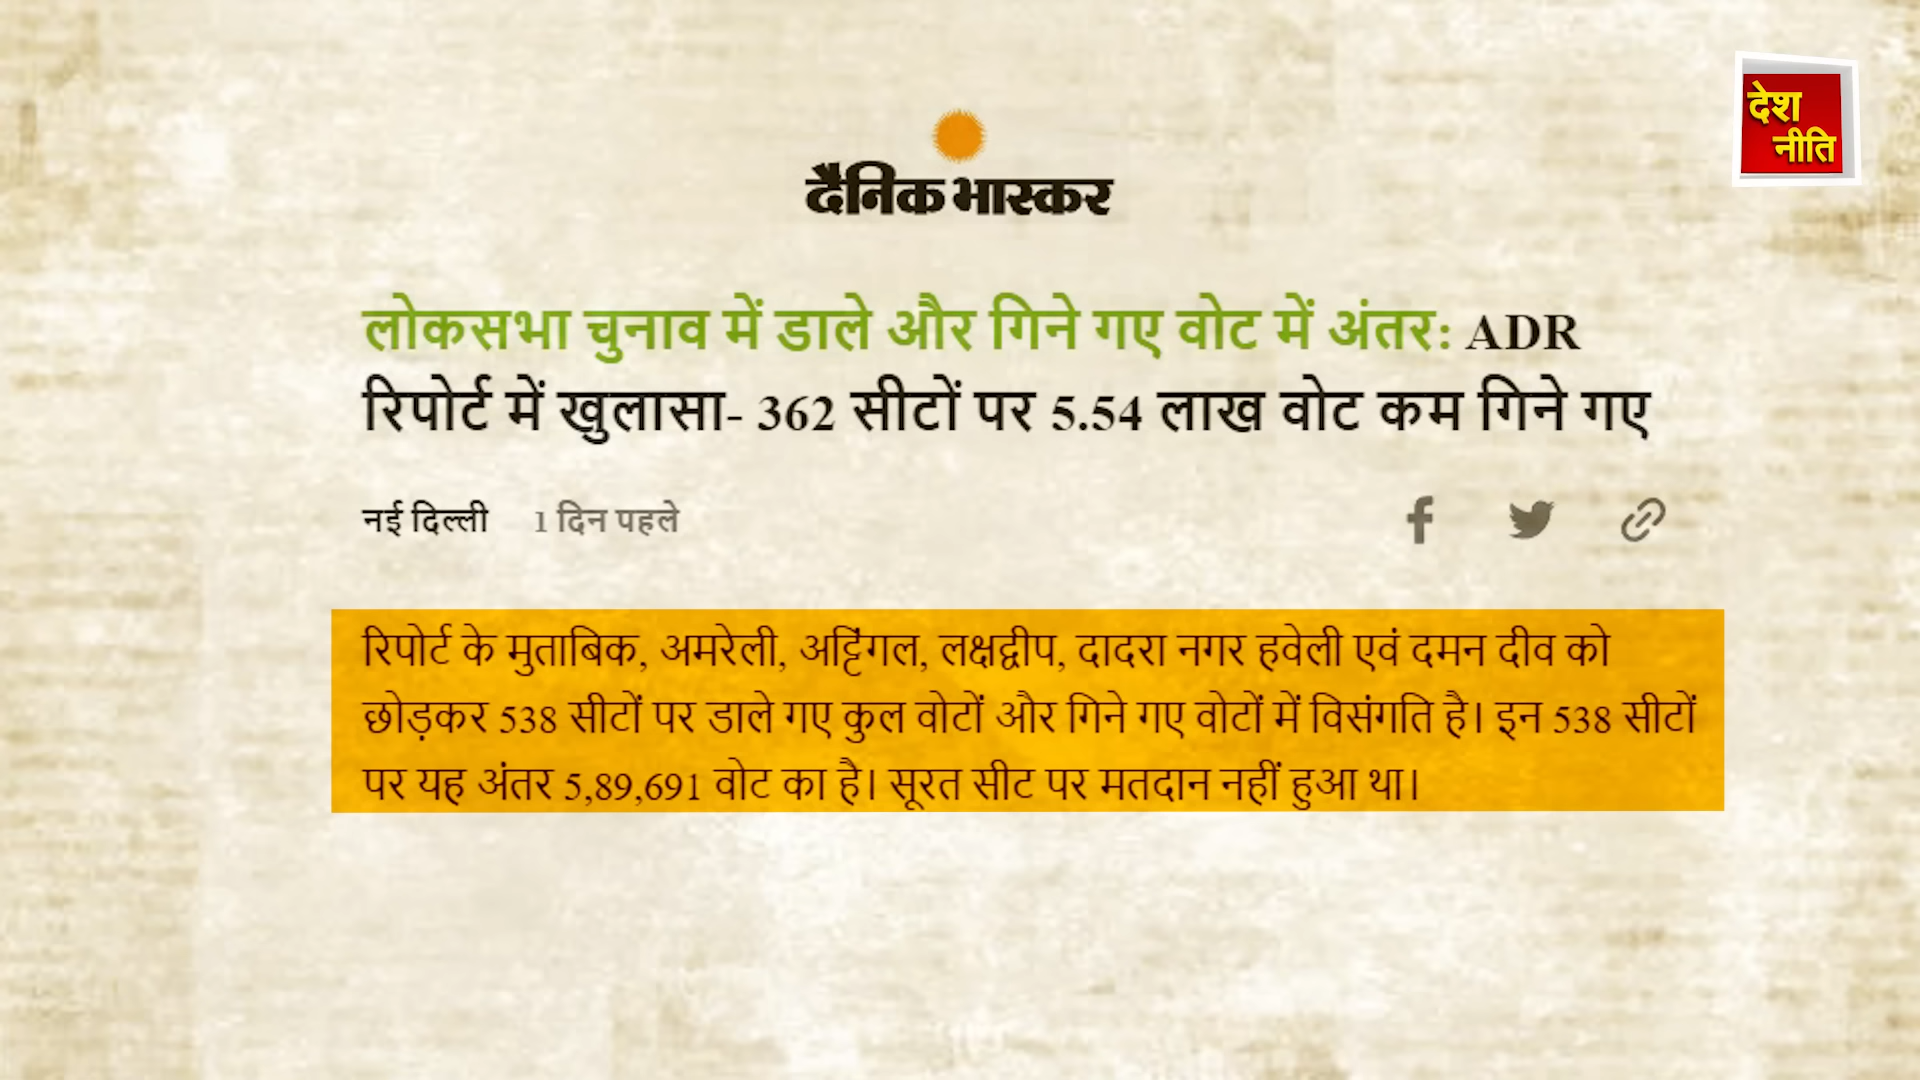 देश
नीति
दैनिक भास्कर
लोकसभा चुनाव में डाले और गिने गए वोट में अंतर: ADR
रिपोर्ट में खुलासा- 362 सीटों पर 5.54 लाख वोट कम गिने गए
नई दिल्ली 1 दिन पहले
रिपोर्ट के मुताबिक, अमरेली, अट्टिंगल, लक्षद्वीप, दादरा नगर हवेली एवं दमन दीव को
छोड़कर 538 सीटों पर डाले गए कुल वोटों और गिने गए वोटों में विसंगति है। इन 538 सीटों
पर यह अंतर 5,89,691 वोट का है। सूरत सीट पर मतदान नहीं हुआ था।